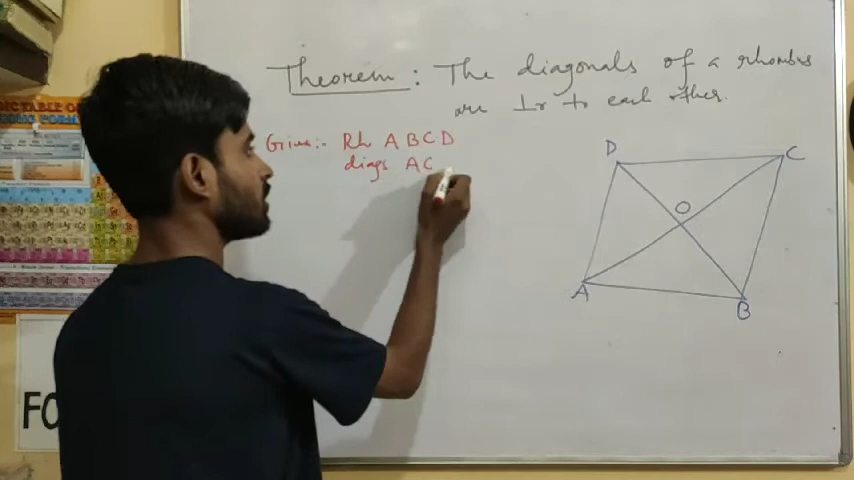 Theorem : The diagonals of a rhombus
are ⊥r to each other.
Given:- Rh ABCD
diags AC
D
C
O
A
B
FO